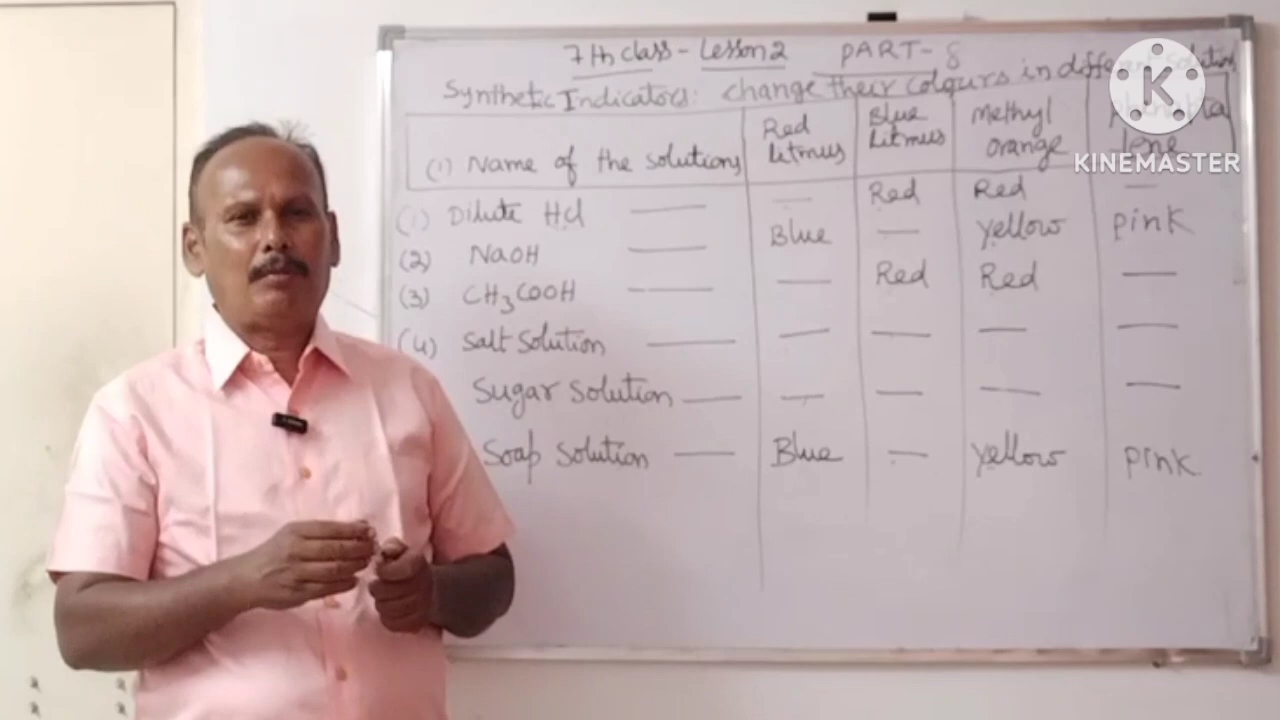 7th class - Lesson 2 PART - 8
Synthetic Indicators: change their colours in different
(1) Name of the solutions Red Litmus Blue Litmus Methyl orange
(1) Dilute HCl — — Red Red —
(2) NaOH — Blue — yellow pink
(3) CH3COOH — — Red Red —
(4) Salt Solution — — — — —
Sugar Solution — — — — —
Soap Solution — Blue — yellow pink
K
KINEMASTER